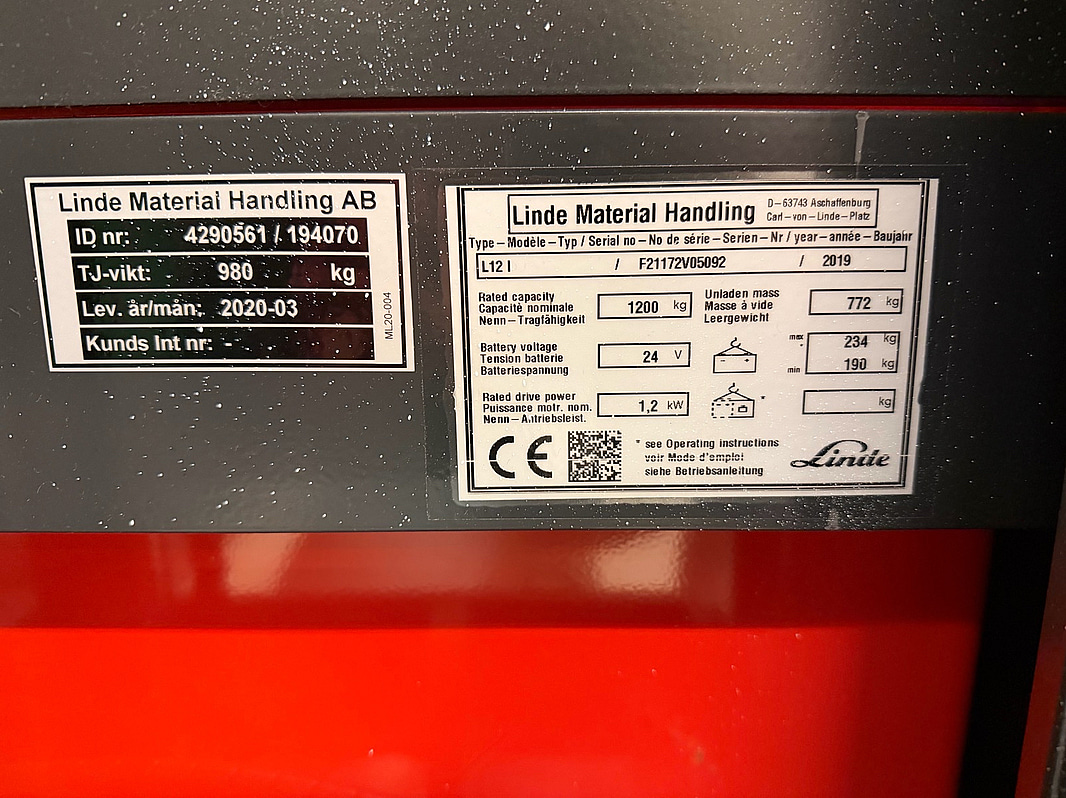 Linde Material Handling AB
ID nr: 4290561 / 194070
TJ-vikt: 980 kg
Lev. år/mån: 2020-03
Kunds Int nr: -
ML20-004
Linde Material Handling
D-63743 Aschaffenburg
Carl-von-Linde-Platz
Type-Modèle-Typ / Serial no-No de série-Serien-Nr / year-année-Baujahr
L12 I / F21172V05092 / 2019
Rated capacity
Capacité nominale
Nenn-Tragfähigkeit
1200 kg
Unladen mass
Masse à vide
Leergewicht
772 kg
Battery voltage
Tension batterie
Batteriespannung
24 V
max 234 kg
min 190 kg
Rated drive power
Puissance motr. nom.
Nenn-Antriebsleist.
1,2 kW
*
kg
CE
* see Operating instructions
voir Mode d'emploi
siehe Betriebsanleitung
Linde